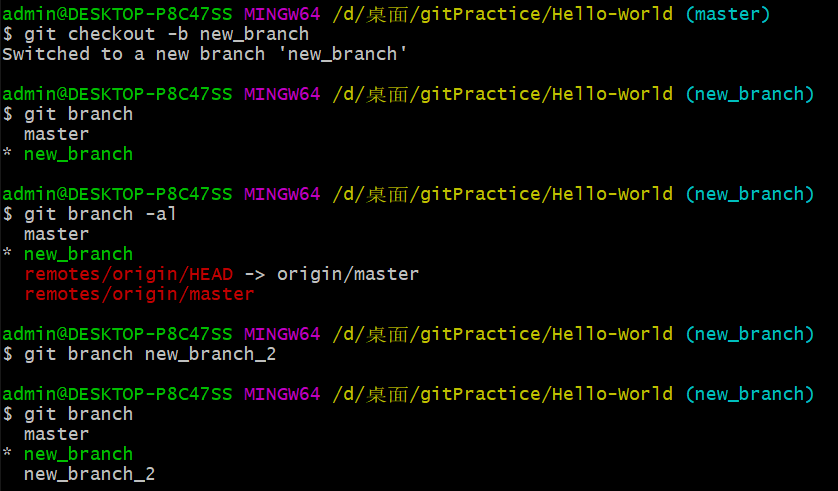 admin@DESKTOP-P8C47SS MINGW64 /d/桌面/gitPractice/Hello-World (master)
$ git checkout -b new_branch
Switched to a new branch 'new_branch'
admin@DESKTOP-P8C47SS MINGW64 /d/桌面/gitPractice/Hello-World (new_branch)
$ git branch
  master
* new_branch
admin@DESKTOP-P8C47SS MINGW64 /d/桌面/gitPractice/Hello-World (new_branch)
$ git branch -al
  master
* new_branch
  remotes/origin/HEAD -> origin/master
  remotes/origin/master
admin@DESKTOP-P8C47SS MINGW64 /d/桌面/gitPractice/Hello-World (new_branch)
$ git branch new_branch_2
admin@DESKTOP-P8C47SS MINGW64 /d/桌面/gitPractice/Hello-World (new_branch)
$ git branch
  master
* new_branch
  new_branch_2